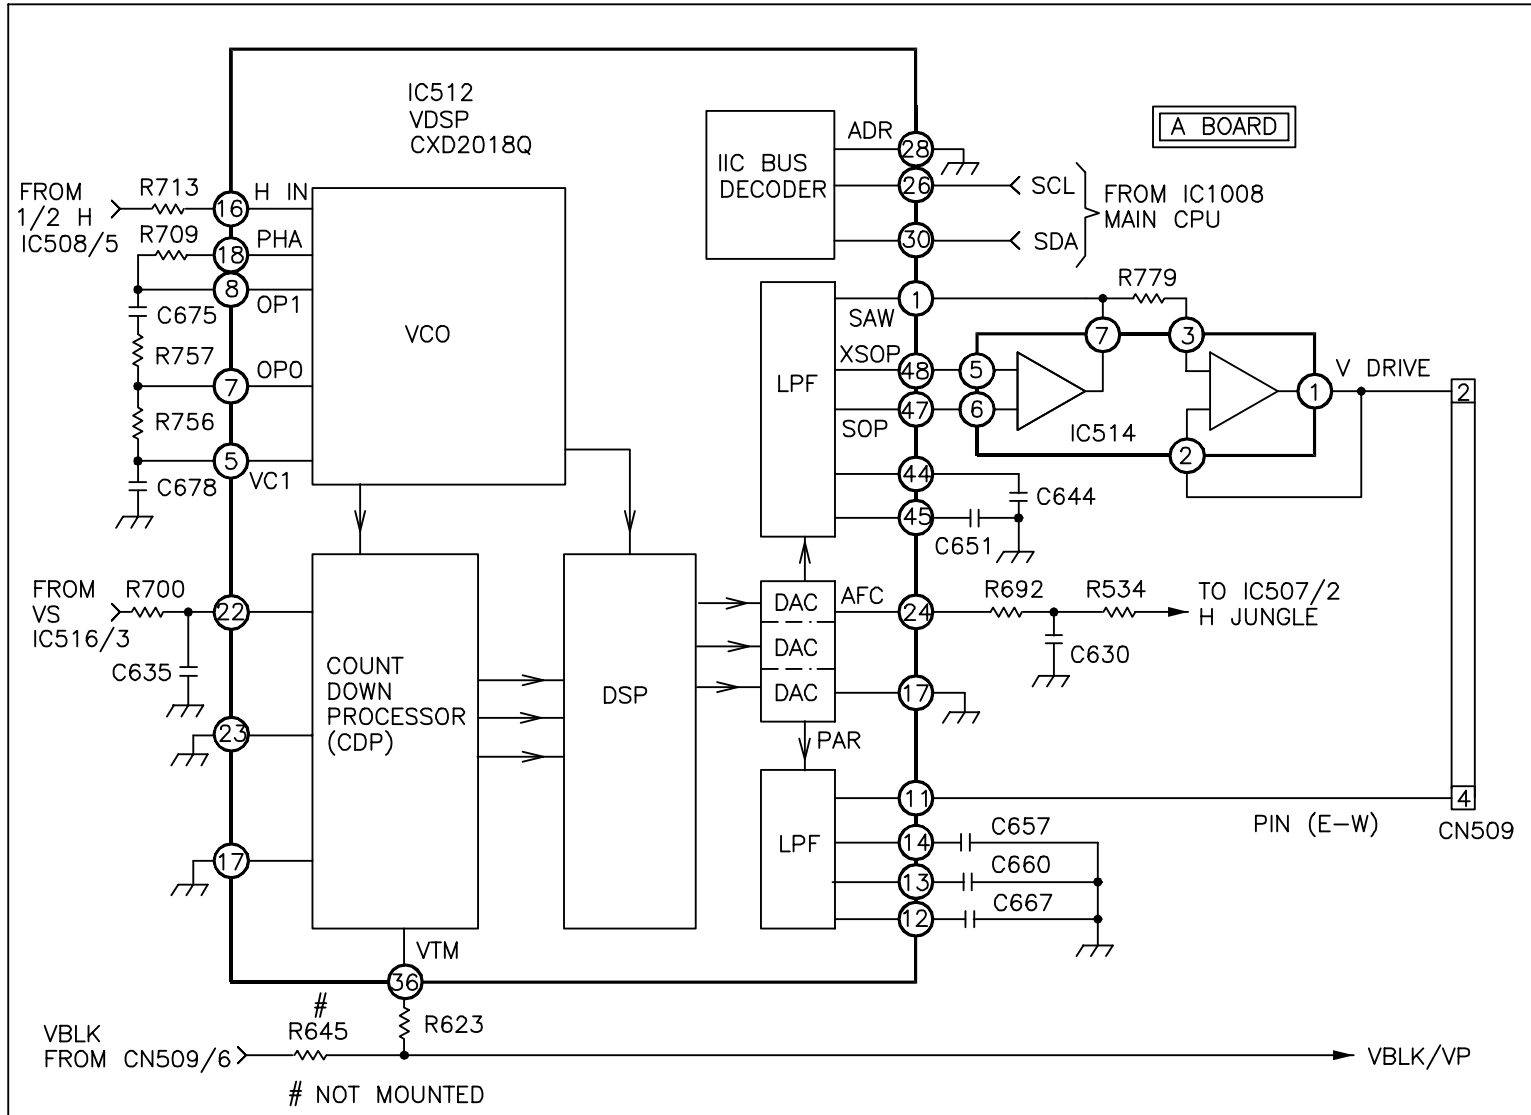 IC512
VDSP
CXD2018Q
A BOARD
FROM
1/2 H
IC508/5
R713
16
H IN
R709
18
PHA
8
OP1
C675
R757
7
OP0
R756
5
VC1
C678
VCO
IIC BUS
DECODER
ADR
28
26
SCL
30
SDA
FROM IC1008
MAIN CPU
LPF
1
SAW
R779
XSOP
48
5
7
3
SOP
47
6
IC514
1
2
V DRIVE
2
44
C644
45
C651
FROM
VS
IC516/3
R700
22
C635
23
17
COUNT
DOWN
PROCESSOR
(CDP)
DSP
DAC
DAC
DAC
AFC
24
R692
R534
C630
TO IC507/2
H JUNGLE
17
PAR
LPF
11
PIN (E-W)
4
CN509
14
C657
13
C660
12
C667
VTM
36
R623
#
R645
VBLK
FROM CN509/6
VBLK/VP
# NOT MOUNTED